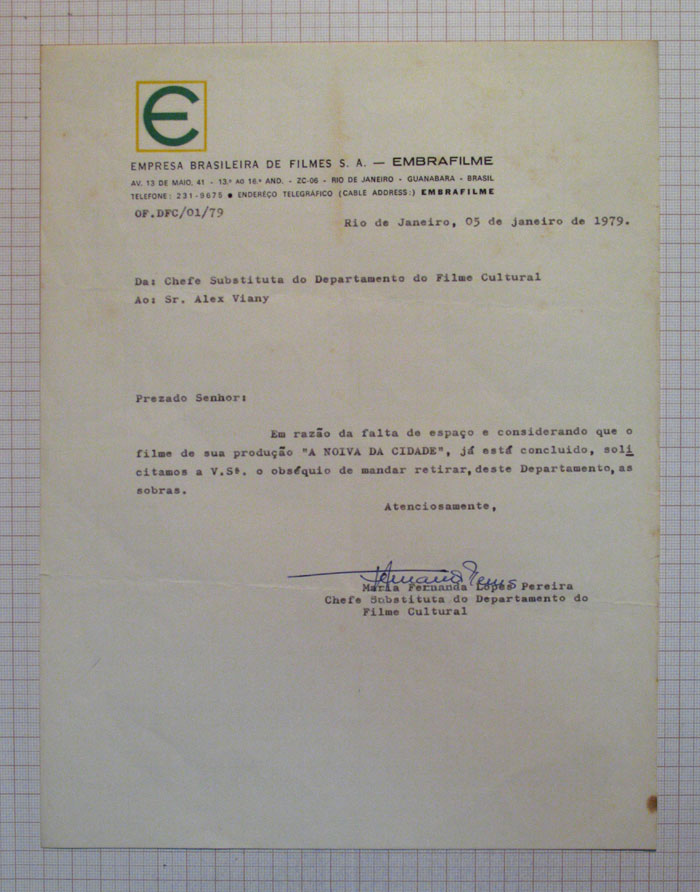 E
EMPRESA BRASILEIRA DE FILMES S. A. — EMBRAFILME
AV. 13 DE MAIO, 41 - 13.º AO 16.º AND. - ZC-06 - RIO DE JANEIRO - GUANABARA - BRASIL
TELEFONE: 231-9675 ● ENDEREÇO TELEGRÁFICO (CABLE ADDRESS:) EMBRAFILME
OF.DFC/01/79
Rio de Janeiro, 05 de janeiro de 1979.
Da: Chefe Substituta do Departamento do Filme Cultural
Ao: Sr. Alex Viany
Prezado Senhor:
Em razão da falta de espaço e considerando que o
filme de sua produção "A NOIVA DA CIDADE", já está concluido, soli
citamos a V.Sª. o obséquio de mandar retirar, deste Departamento, as
sobras.
Atenciosamente,
Maria Fernanda Lopes Pereira
Chefe Substituta do Departamento do
Filme Cultural